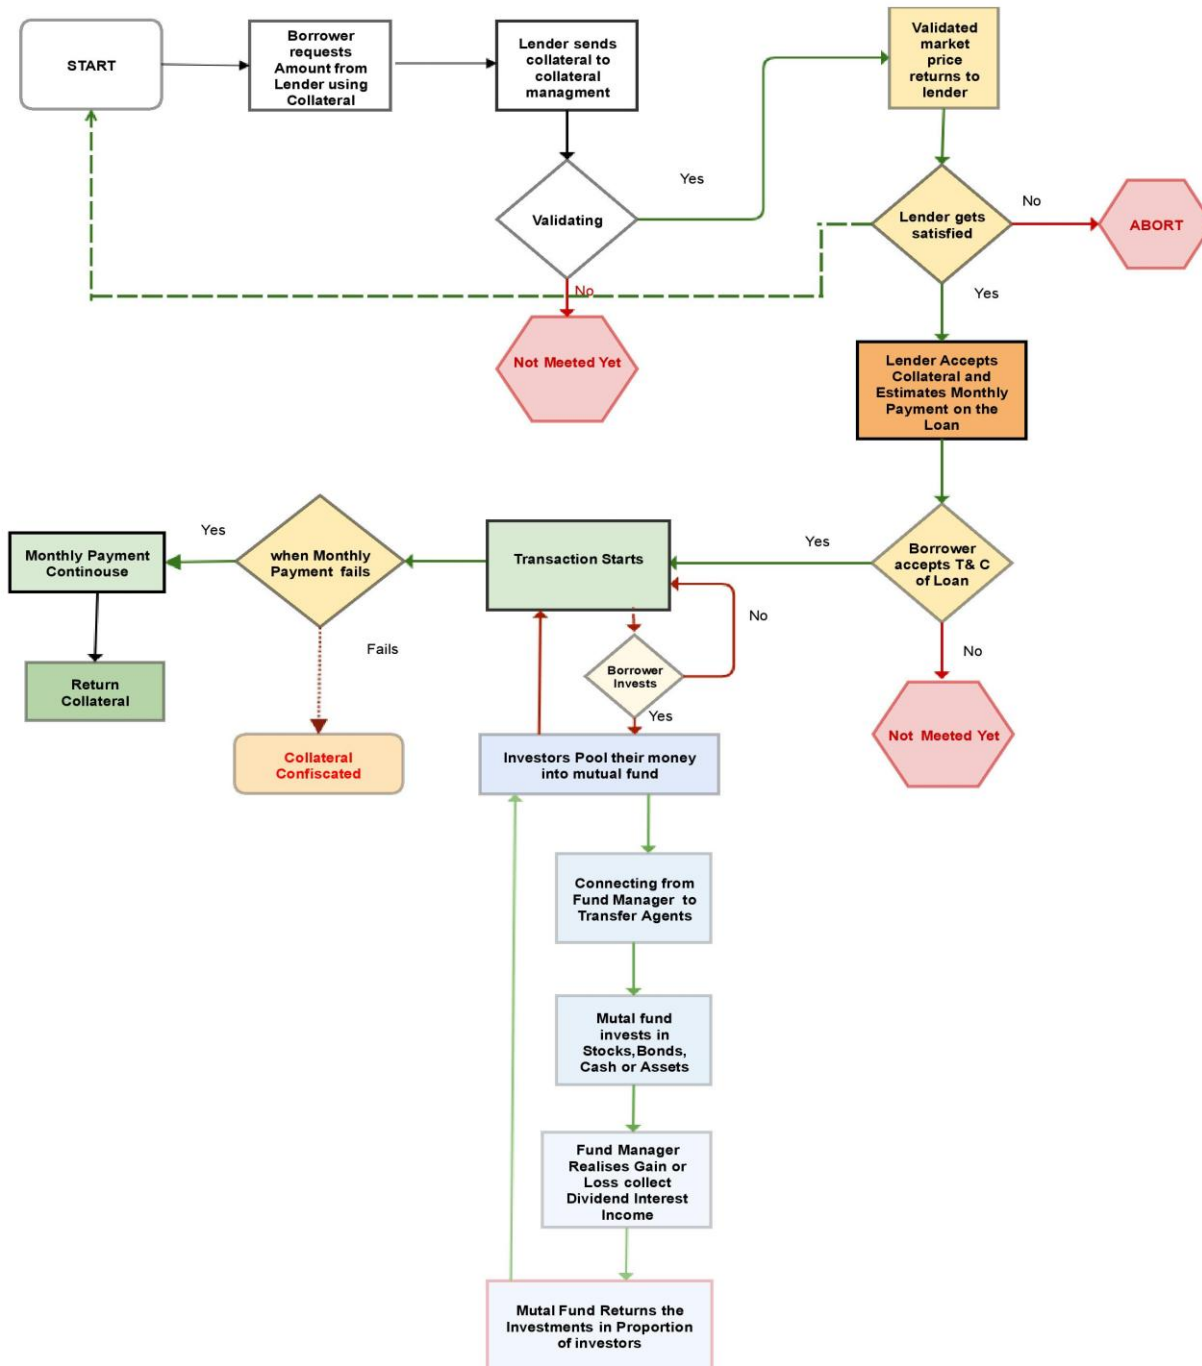 START
Borrower
requests
Amount from
Lender using
Collateral
Lender sends
collateral to
collateral
managment
Validated
market
price
returns to
lender
Yes
Validating
No
Not Meeted Yet
Lender gets
satisfied
No
ABORT
Yes
Lender Accepts
Collateral and
Estimates Monthly
Payment on the
Loan
Borrower
accepts T& C
of Loan
Yes
No
Not Meeted Yet
Transaction Starts
No
Borrower
Invests
Yes
when Monthly
Payment fails
Yes
Fails
Monthly Payment
Continouse
Return
Collateral
Collateral
Confiscated
Investors Pool their money
into mutual fund
Connecting from
Fund Manager to
Transfer Agents
Mutal fund
invests in
Stocks,Bonds,
Cash or Assets
Fund Manager
Realises Gain or
Loss collect
Dividend Interest
Income
Mutal Fund Returns the
Investments in Proportion
of investors